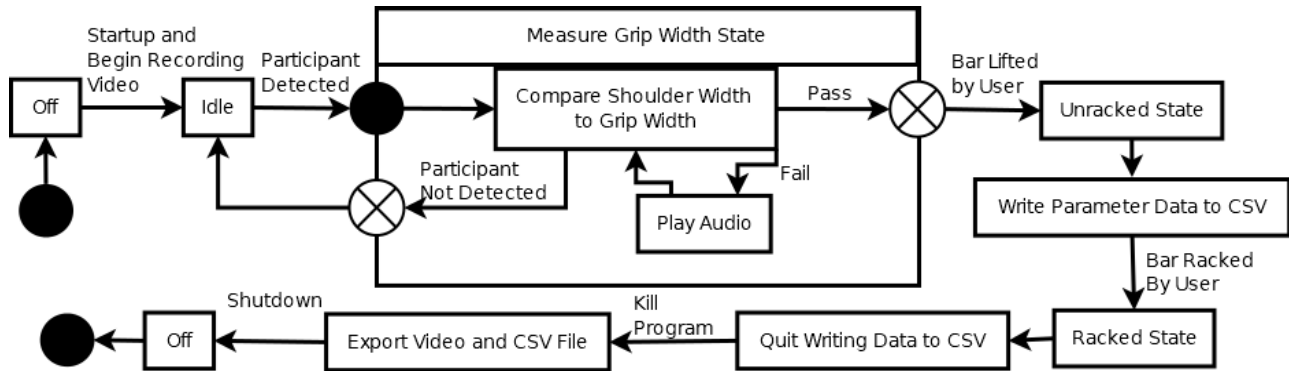 Measure Grip Width State
Startup and
Begin Recording
Video
Participant
Detected
Off
Idle
Compare Shoulder Width
to Grip Width
Pass
Bar Lifted
by User
Unracked State
Participant
Not Detected
Fail
Play Audio
Write Parameter Data to CSV
Bar Racked
By User
Shutdown
Kill
Program
Off
Export Video and CSV File
Quit Writing Data to CSV
Racked State